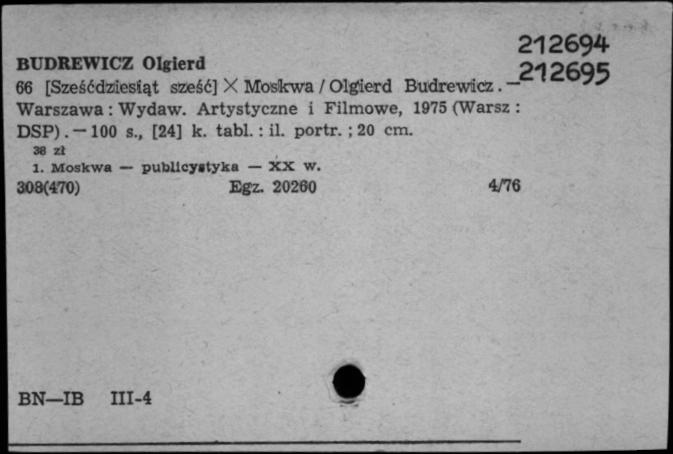 212694
BUDREWICZ Olgierd
212695
66 [Sześćdziesiąt sześć] X Moskwa / Olgierd Budrewicz. —
Warszawa : Wydaw. Artystyczne i Filmowe, 1975 (Warsz :
DSP). — 100 s., [24] k. tabl. : il. portr. ; 20 cm.
38 zł
1. Moskwa — publicystyka — XX w.
308(470) Egz. 20260 4/76
BN—IB III-4